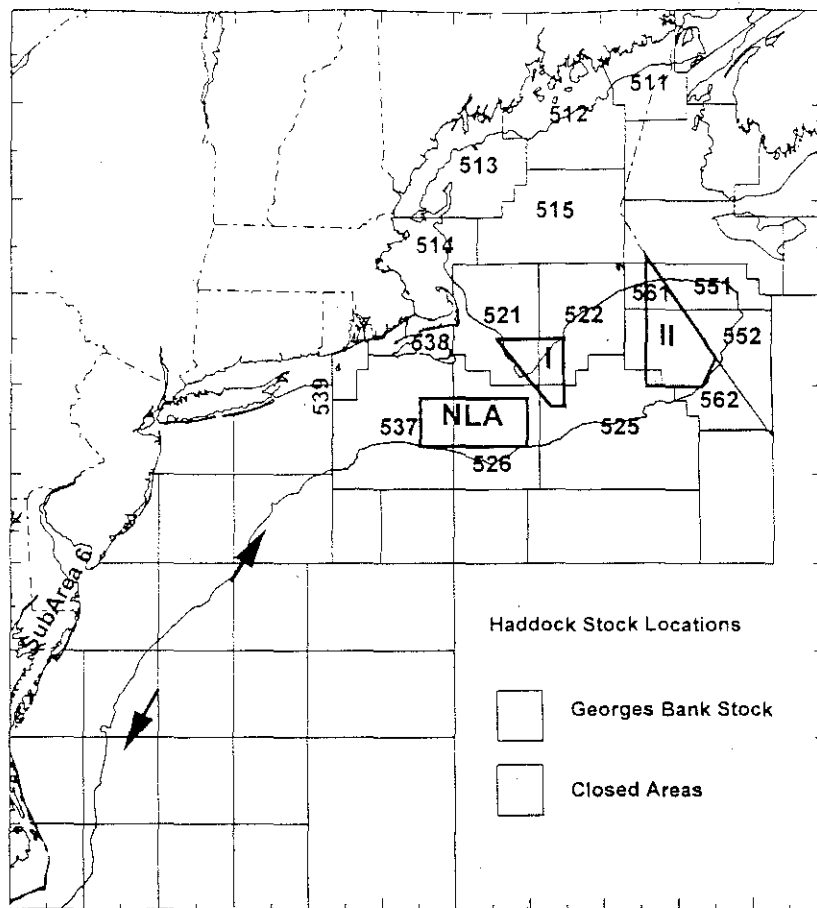 511
512
513
515
514
561
551
521
522
II
552
538
I
562
539
NLA
537
525
526
SubArea 6
Haddock Stock Locations
Georges Bank Stock
Closed Areas